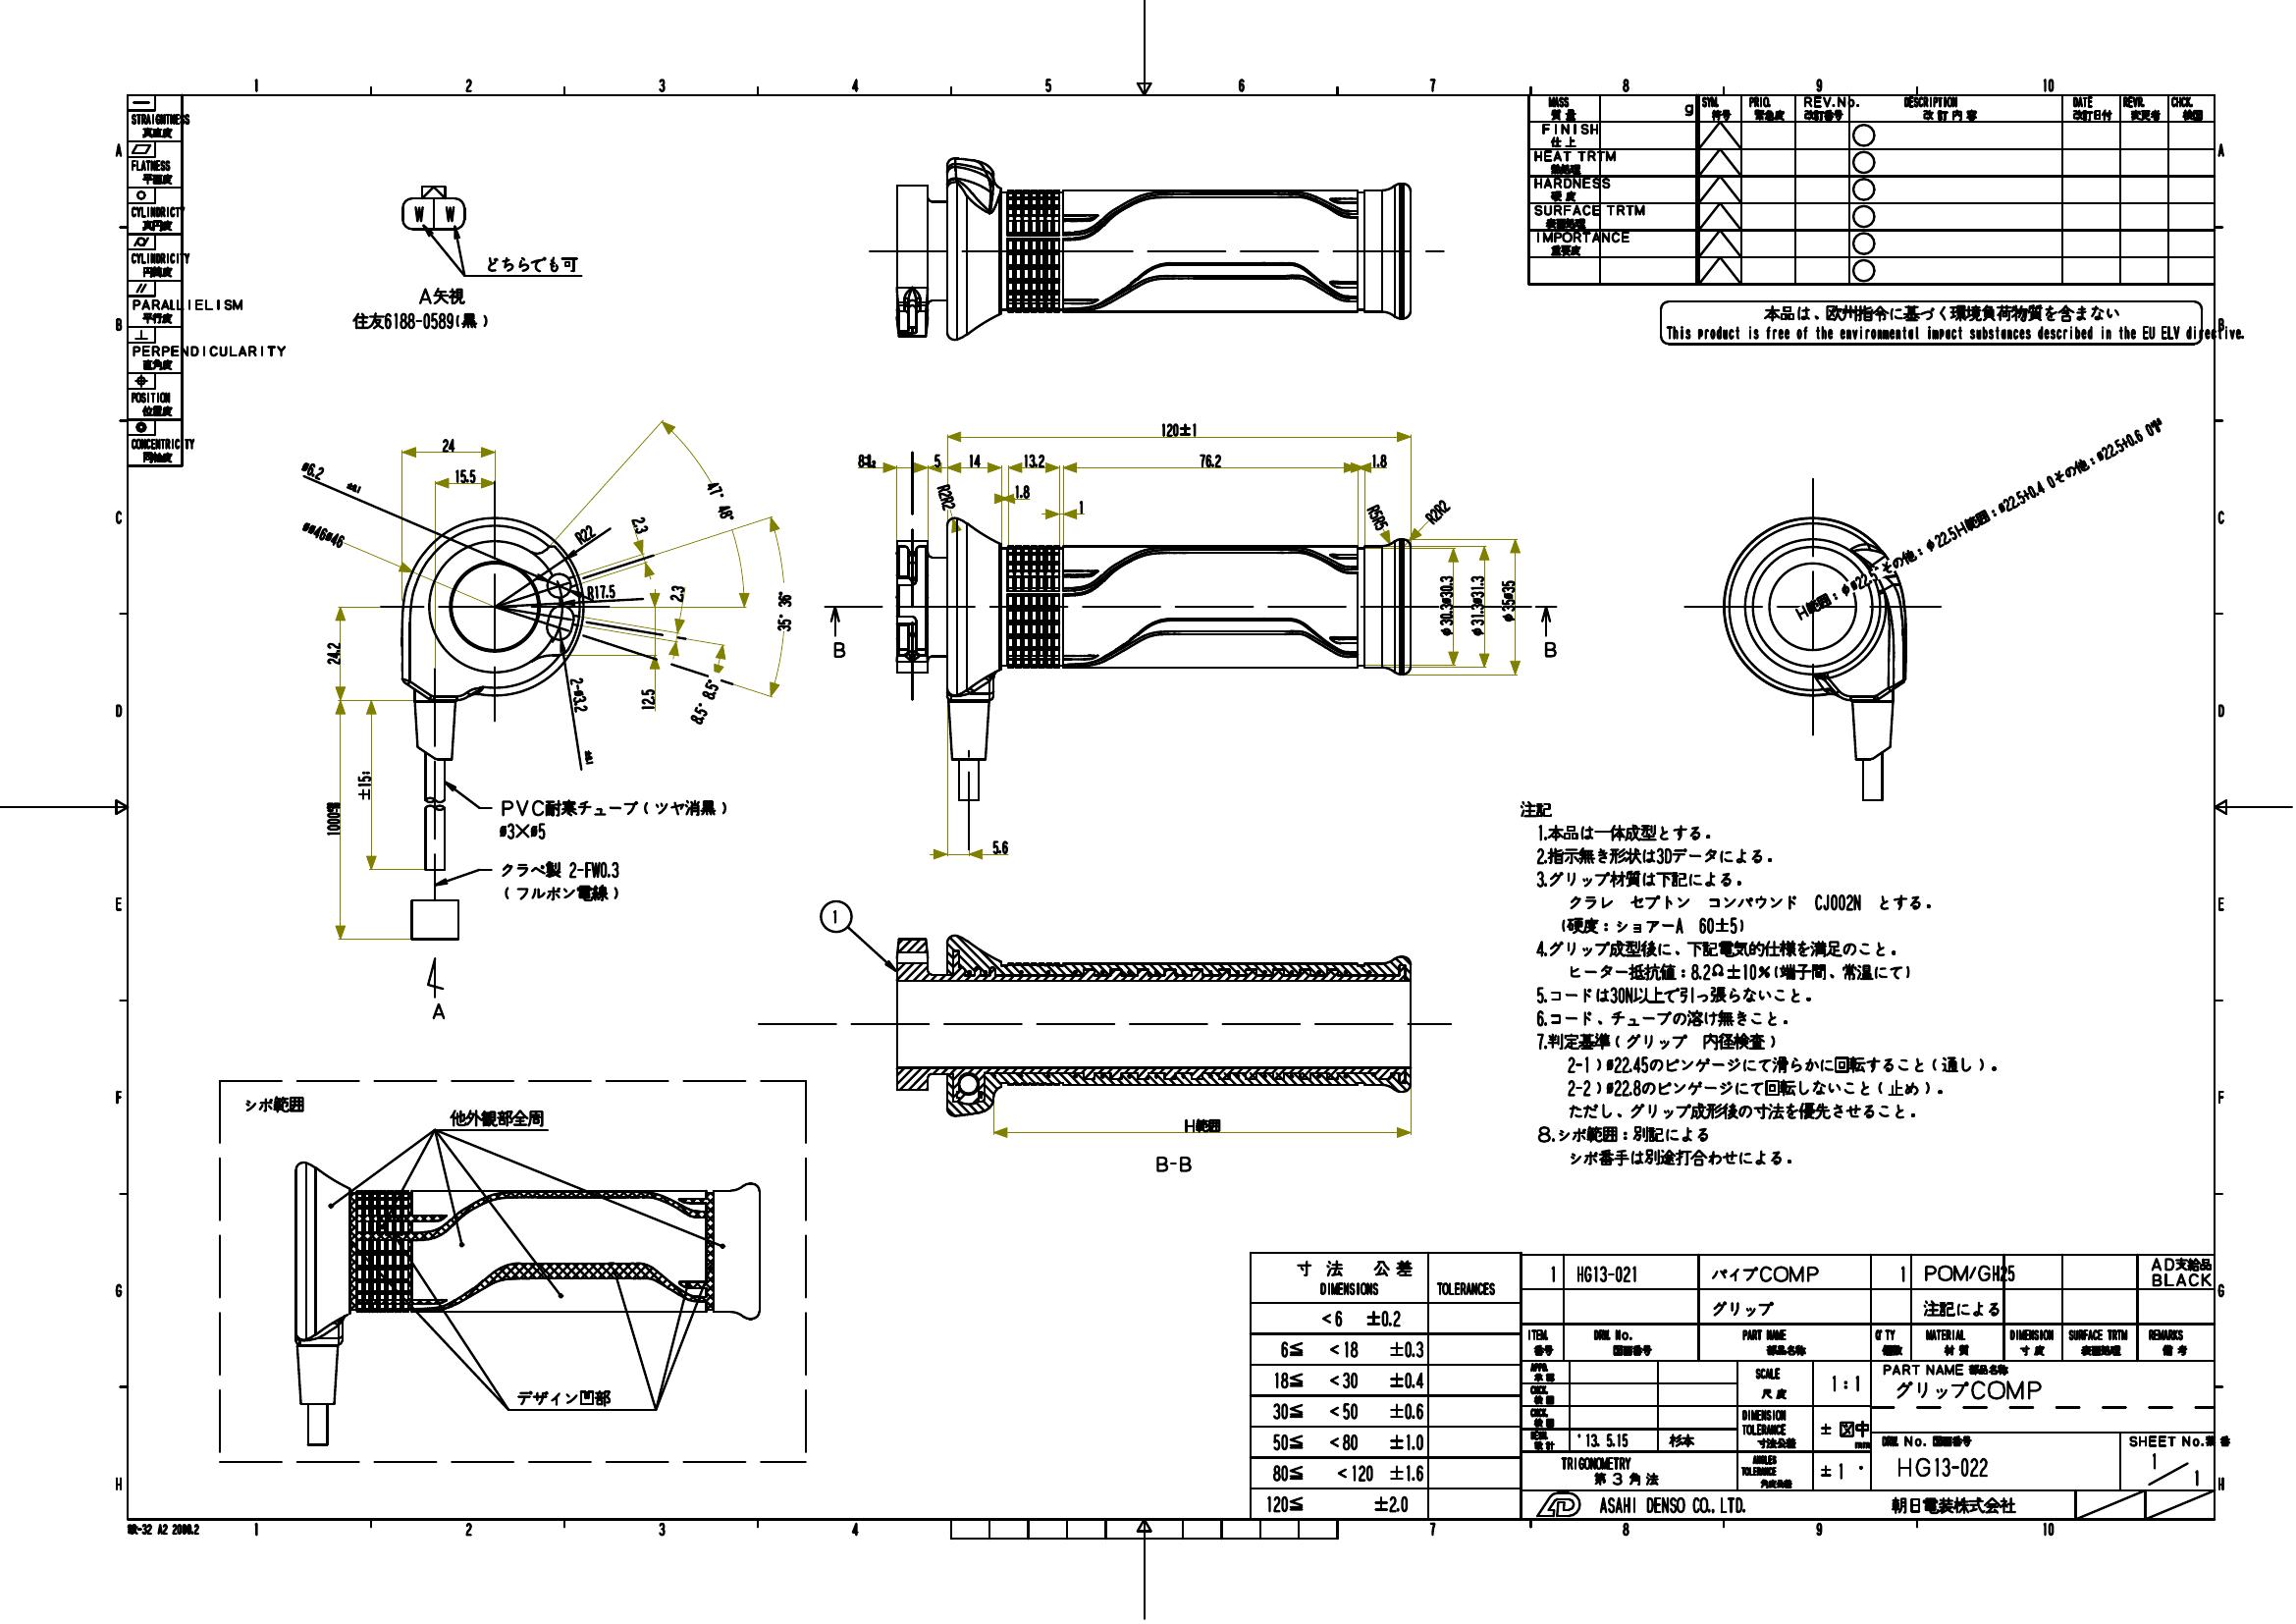 1 2 3 4 5 6 7 8 9 10
A B C D E F G H
STRAIGHTNESS
真直度
FLATNESS
平面度
CYLINDRICTY
真円度
CYLINDRICITY
円筒度
PARALLIELISM
平行度
PERPENDICULARITY
直角度
POSITION
位置度
CONCENTRICITY
同軸度
W W
どちらでも可
A矢視
住友6188-0589(黒)
MASS
質量
g
SYM.
符号
PRIO.
緊急度
REV.No.
改訂番号
DESCRIPTION
改訂内容
DATE
改訂日付
REVR.
変更者
CHCK.
検図
FINISH
仕上
HEAT TRTM
熱処理
HARDNESS
硬度
SURFACE TRTM
表面処理
IMPORTANCE
重要度
本品は、欧州指令に基づく環境負荷物質を含まない
This product is free of the environmental impact substances described in the EU ELV directive.
24
15.5
ø6.2
±0.1
øø46ø46
R22
R17.5
2.3
2.3
47° 48°
35° 36°
8.5° 8.5°
12.5
2-ø3.2
24.2
±15
1000
PVC耐寒チューブ(ツヤ消黒)
ø3×ø5
クラベ製 2-FW0.3
(フルボン電線)
A
120±1
5
14
13.2
76.2
1.8
1.8
1
R2R2
R5R5
R2R2
ø30.3ø30.3
ø31.3ø31.3
ø35ø35
B
B
5.6
H範囲:øø22.5その他:øø22.5H範囲:ø22.5+0.4 0その他:ø22.5+0.6 0
1
H範囲
B-B
シボ範囲
他外観部全周
デザイン凹部
注記
1.本品は一体成型とする。
2.指示無き形状は3Dデータによる。
3.グリップ材質は下記による。
クラレ セプトン コンパウンド CJ002N とする。
(硬度:ショアーA 60±5)
4.グリップ成型後に、下記電気的仕様を満足のこと。
ヒーター抵抗値:8.2Ω±10%(端子間、常温にて)
5.コードは30N以上で引っ張らないこと。
6.コード、チューブの溶け無きこと。
7.判定基準(グリップ 内径検査)
2-1)ø22.45のピンゲージにて滑らかに回転すること(通し)。
2-2)ø22.8のピンゲージにて回転しないこと(止め)。
ただし、グリップ成形後の寸法を優先させること。
8.シボ範囲:別記による
シボ番手は別途打合わせによる。
寸法 公差
DIMENSIONS TOLERANCES
<6 ±0.2
6≦ <18 ±0.3
18≦ <30 ±0.4
30≦ <50 ±0.6
50≦ <80 ±1.0
80≦ <120 ±1.6
120≦ ±2.0
1 HG13-021 パイプCOMP 1 POM/GH25 AD支給品
BLACK
グリップ 注記による
ITEM. DRW. No. PART NAME Q'TY MATERIAL DIMENSION SURFACE TRTM REMARKS
番号 図面番号 部品名称 個数 材質 寸度 表面処理 備考
APPR.
承認
CHCK.
検図
CHCK.
検図
DESN.
設計
'13. 5.15 杉本
SCALE
尺度
1:1
DIMENSION
TOLERANCE
寸法公差
± 図中
mm
ANGLES
TOLERANCE
角度公差
±1°
TRIGONOMETRY
第3角法
PART NAME 部品名称
グリップCOMP
DRW. No. 図面番号
HG13-022
SHEET No.葉番
1/1
ASAHI DENSO CO., LTD.
朝日電装株式会社
1 2 3 4 7 8 9 10